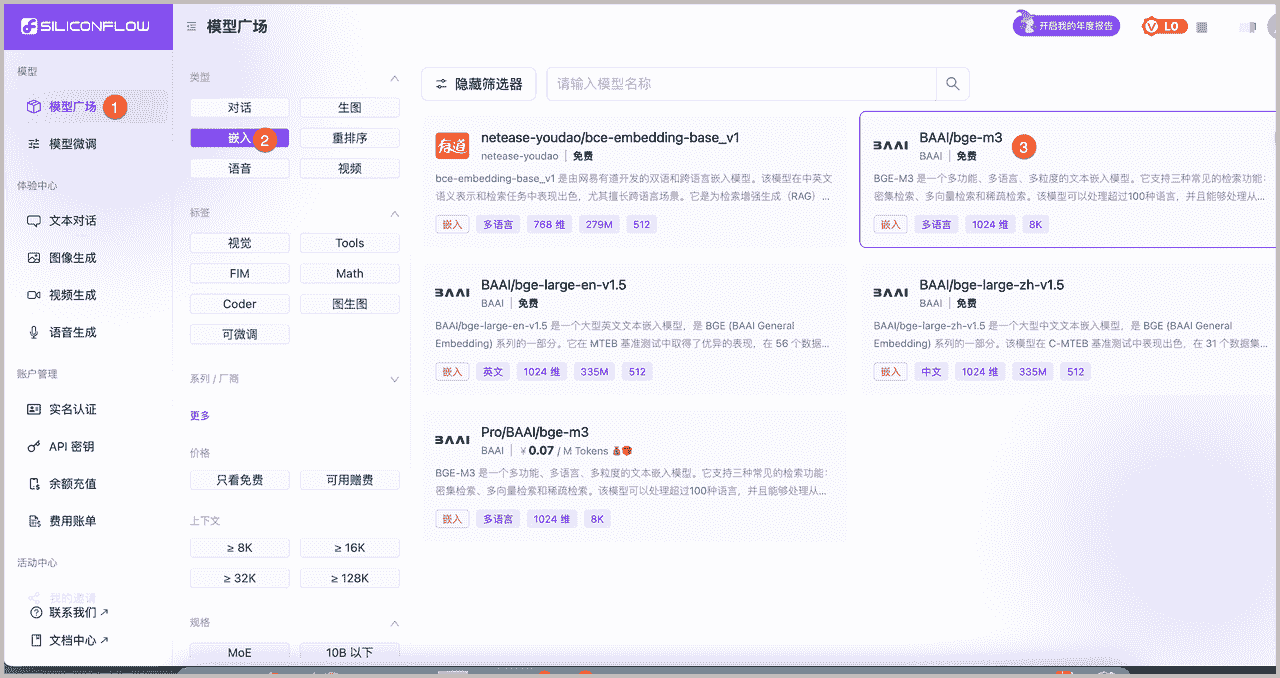 SILICONFLOW
模型
模型广场 1
模型微调
体验中心
文本对话
图像生成
视频生成
语音生成
账户管理
实名认证
API 密钥
余额充值
费用账单
活动中心
我的邀请
联系我们
文档中心
模型广场
开启我的年度报告
L0
类型
对话 生图
嵌入 2 重排序
语音 视频
标签
视觉 Tools
FIM Math
Coder 图生图
可微调
系列 / 厂商
更多
价格
只看免费 可用赠费
上下文
≥ 8K ≥ 16K
≥ 32K ≥ 128K
规格
MoE 10B 以下
隐藏筛选器
请输入模型名称
有道
netease-youdao/bce-embedding-base_v1
netease-youdao | 免费
bce-embedding-base_v1 是由网易有道开发的双语和跨语言嵌入模型。该模型在中英文
语义表示和检索任务中表现出色，尤其擅长跨语言场景。它是为检索增强生成（RAG）...
嵌入 多语言 768 维 279M 512
BAAI
BAAI/bge-m3 3
BAAI | 免费
BGE-M3 是一个多功能、多语言、多粒度的文本嵌入模型。它支持三种常见的检索功能：
密集检索、多向量检索和稀疏检索。该模型可以处理超过100种语言，并且能够处理从...
嵌入 多语言 1024 维 8K
BAAI
BAAI/bge-large-en-v1.5
BAAI | 免费
BAAI/bge-large-en-v1.5 是一个大型英文文本嵌入模型，是 BGE (BAAI General
Embedding) 系列的一部分。它在 MTEB 基准测试中取得了优异的表现，在 56 个数据...
嵌入 英文 1024 维 335M 512
BAAI
BAAI/bge-large-zh-v1.5
BAAI | 免费
BAAI/bge-large-zh-v1.5 是一个大型中文文本嵌入模型，是 BGE (BAAI General
Embedding) 系列的一部分。该模型在 C-MTEB 基准测试中表现出色，在 31 个数据集...
嵌入 中文 1024 维 335M 512
BAAI
Pro/BAAI/bge-m3
BAAI | ¥ 0.07 / M Tokens
BGE-M3 是一个多功能、多语言、多粒度的文本嵌入模型。它支持三种常见的检索功能：
密集检索、多向量检索和稀疏检索。该模型可以处理超过100种语言，并且能够处理从...
嵌入 多语言 1024 维 8K